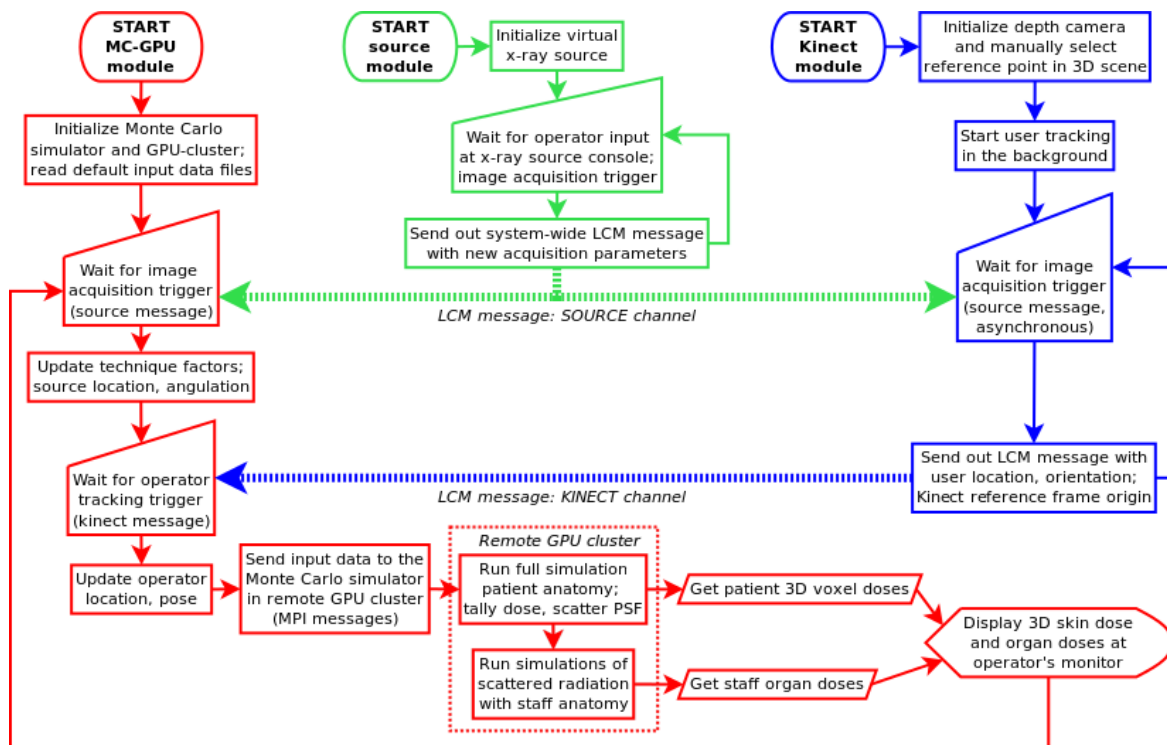 START
MC-GPU
module
Initialize Monte Carlo
simulator and GPU-cluster;
read default input data files
Wait for image
acquisition trigger
(source message)
Update technique factors;
source location, angulation
Wait for operator
tracking trigger
(kinect message)
Update operator
location, pose
Send input data to the
Monte Carlo simulator
in remote GPU cluster
(MPI messages)
Remote GPU cluster
Run full simulation
patient anatomy;
tally dose, scatter PSF
Run simulations of
scattered radiation
with staff anatomy
Get patient 3D voxel doses
Get staff organ doses
Display 3D skin dose
and organ doses at
operator's monitor
START
source
module
Initialize virtual
x-ray source
Wait for operator input
at x-ray source console;
image acquisition trigger
Send out system-wide LCM message
with new acquisition parameters
LCM message: SOURCE channel
START
Kinect
module
Initialize depth camera
and manually select
reference point in 3D scene
Start user tracking
in the background
Wait for image
acquisition trigger
(source message,
asynchronous)
Send out LCM message with
user location, orientation;
Kinect reference frame origin
LCM message: KINECT channel